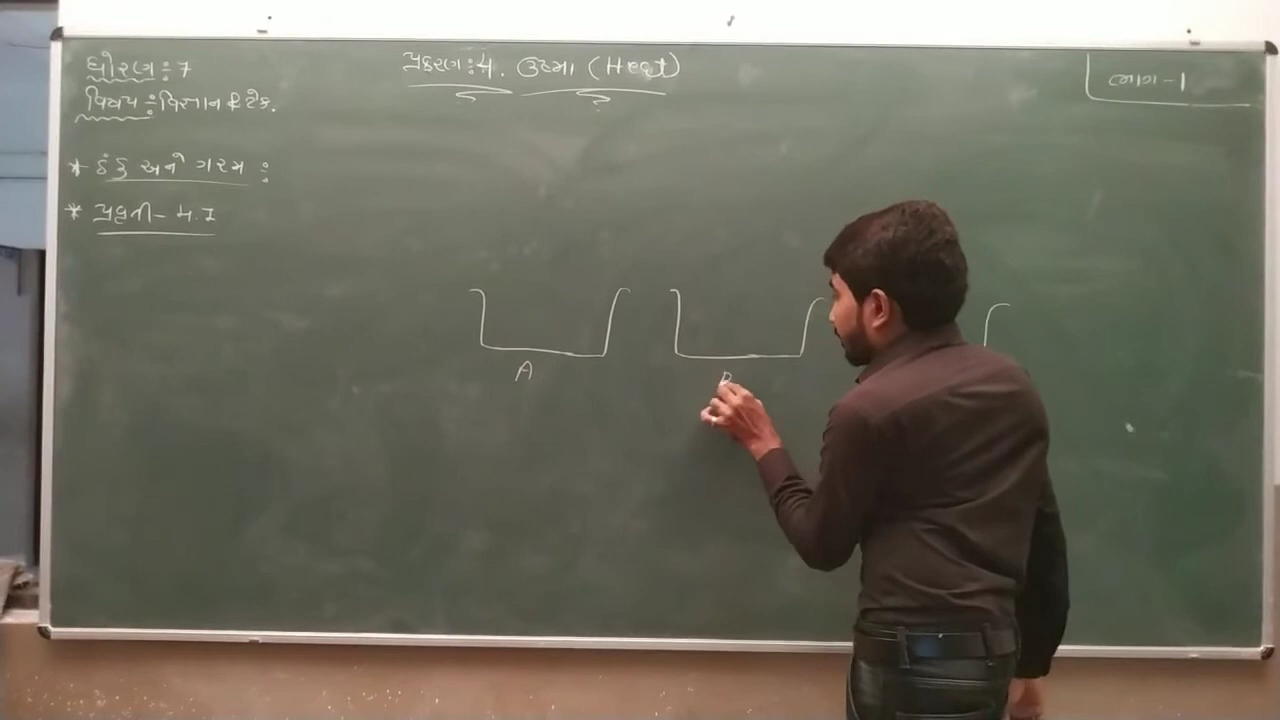 ધોરણ : 7
પ્રકરણ : 4. ઉષ્મા (Heat)
ભાગ - 1
વિષય : વિજ્ઞાન & ટેક.
* ઠંડુ અને ગરમ :
* પ્રવૃત્તી - 4.1
A
B